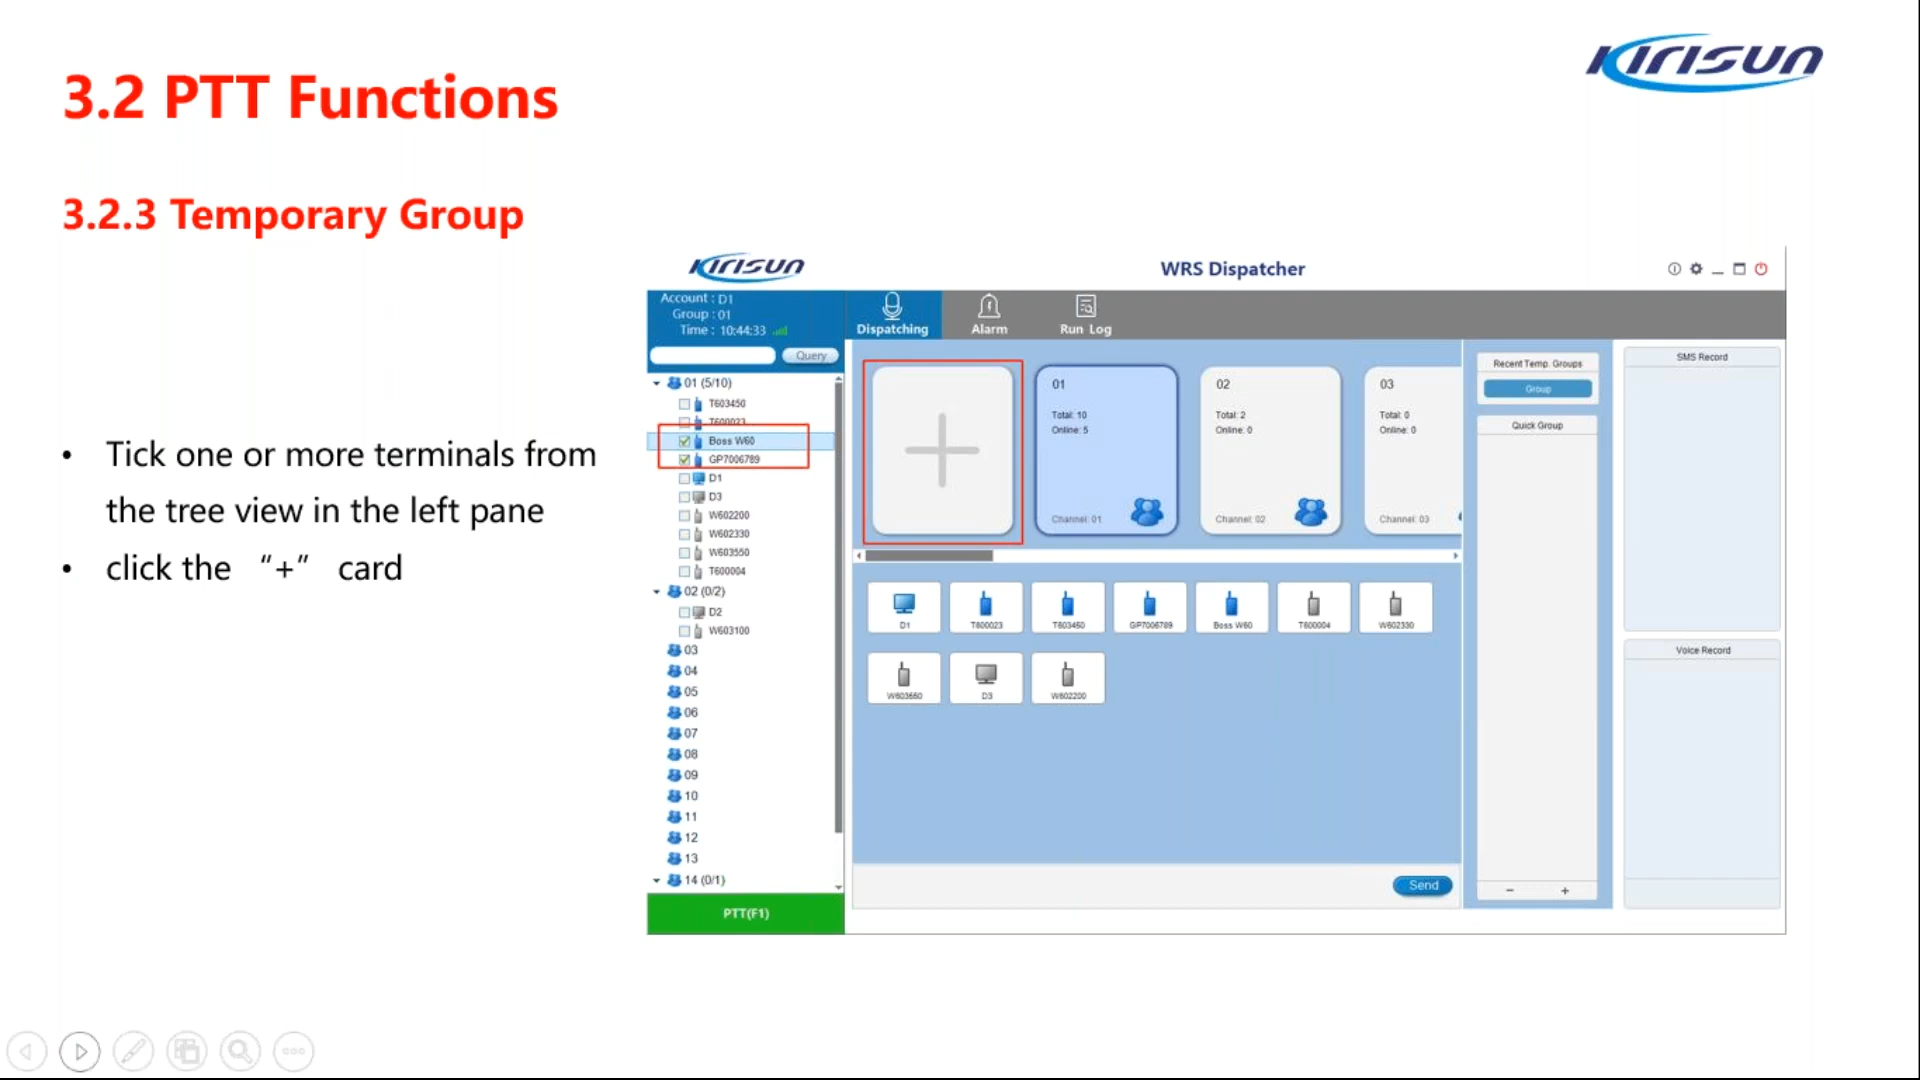 3.2 PTT Functions
KIRISUN
3.2.3 Temporary Group
• Tick one or more terminals from
the tree view in the left pane
• click the “+” card
KIRISUN
WRS Dispatcher
Account : D1
Group : 01
Time : 10:44:33
Query
Dispatching
Alarm
Run Log
01 (5/10)
T603450
T600023
Boss W60
GP7006789
D1
D3
W602200
W602330
W603550
T600004
02 (0/2)
D2
W603100
03
04
05
06
07
08
09
10
11
12
13
14 (0/1)
PTT(F1)
01
Total: 10
Online: 5
Channel: 01
02
Total: 2
Online: 0
Channel: 02
03
Total: 0
Online: 0
Channel: 03
D1
T600023
T603450
GP7006789
Boss W60
T600004
W602330
W603550
D3
W602200
Send
Recent Temp. Groups
Group
Quick Group
− +
SMS Record
Voice Record